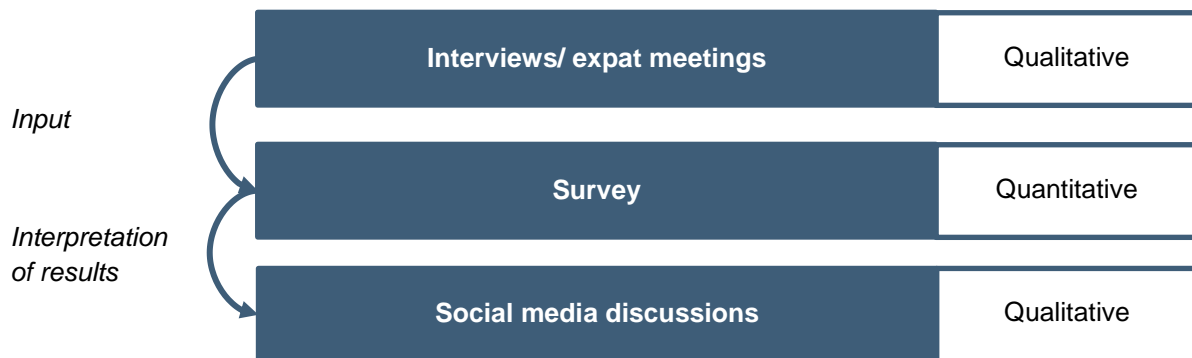 Interviews/ expat meetings
Qualitative
Input
Survey
Quantitative
Interpretation
of results
Social media discussions
Qualitative